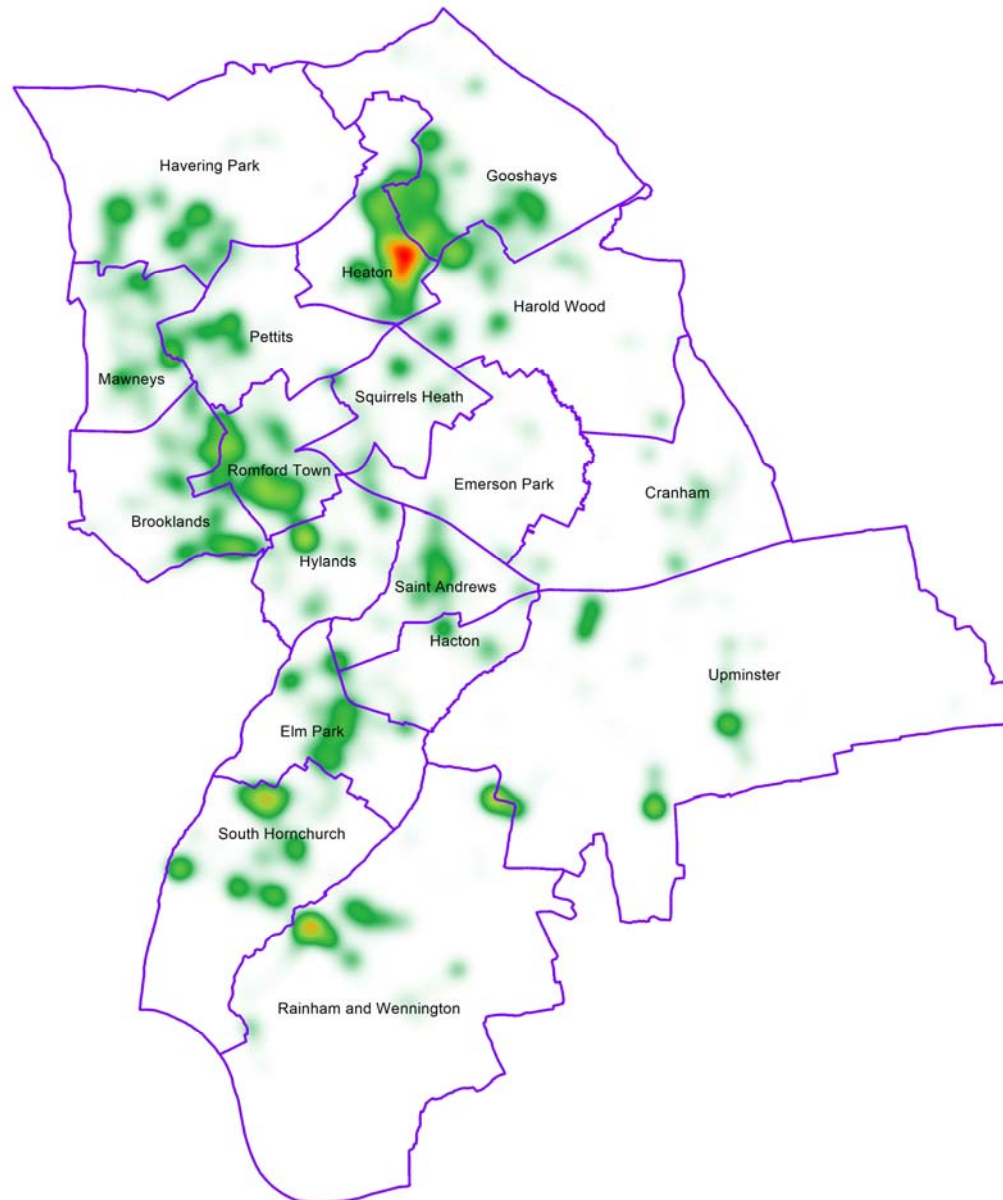 Havering Park
Gooshays
Heaton
Harold Wood
Pettits
Mawneys
Squirrels Heath
Romford Town
Emerson Park
Cranham
Brooklands
Hylands
Saint Andrews
Hacton
Upminster
Elm Park
South Hornchurch
Rainham and Wennington